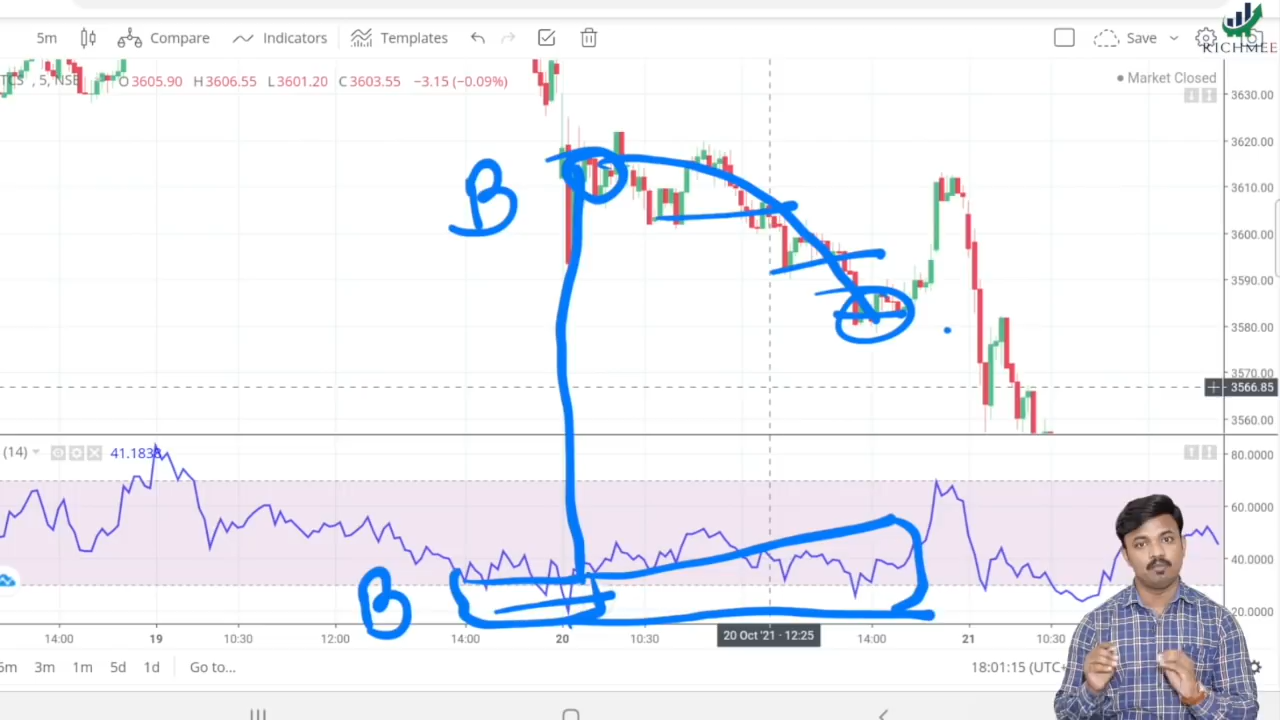 5m Compare Indicators Templates Save
RICHMEE
TCS , 5, NSE O3605.90 H3606.55 L3601.20 C3603.55 −3.15 (−0.09%)
Market Closed
3630.00
3620.00
3610.00
3600.00
3590.00
3580.00
3570.00
3566.85
3560.00
B
(14) 41.1838
80.0000
60.0000
40.0000
20.0000
B
14:00 19 10:30 12:00 14:00 20 10:30 20 Oct '21 · 12:25 14:00 21 10:30
3m 1m 5d 1d Go to... 18:01:15